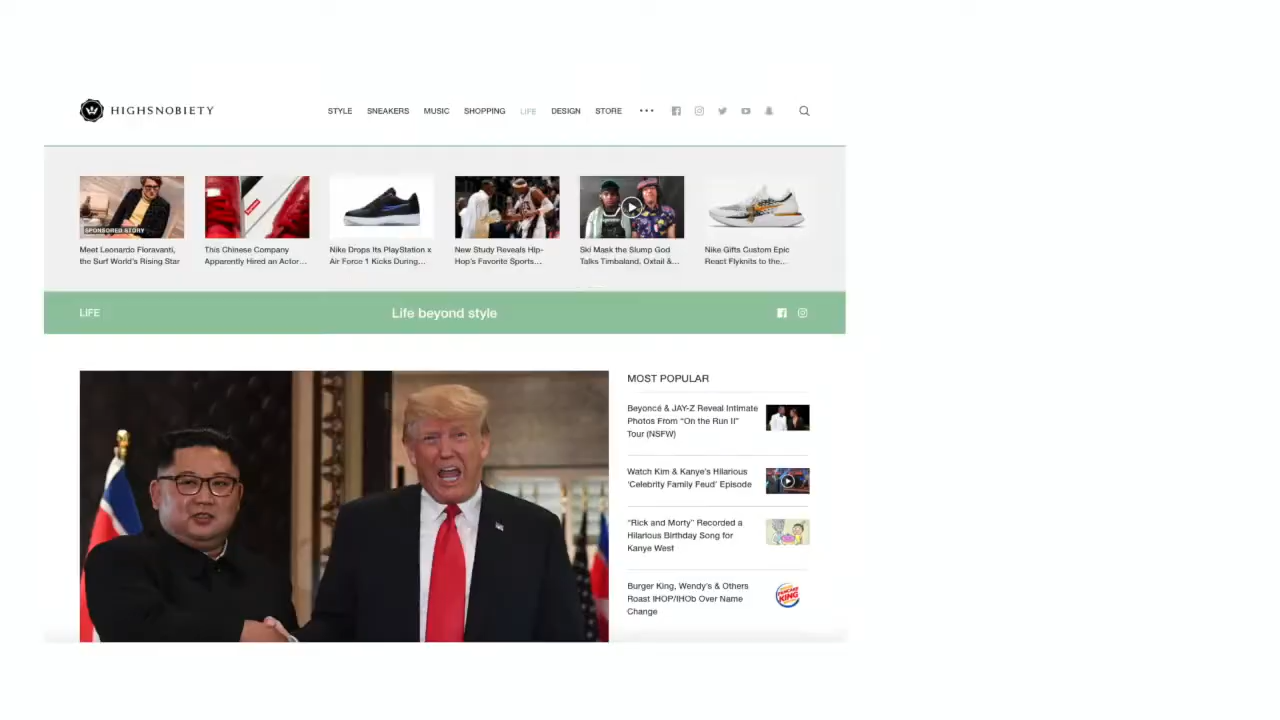 HIGHSNOBIETY
STYLE SNEAKERS MUSIC SHOPPING LIFE DESIGN STORE
SPONSORED STORY
Meet Leonardo Fioravanti,
the Surf World's Rising Star
This Chinese Company
Apparently Hired an Actor...
Nike Drops Its PlayStation x
Air Force 1 Kicks During...
New Study Reveals Hip-
Hop's Favorite Sports...
Ski Mask the Slump God
Talks Timbaland, Oxtail &...
Nike Gifts Custom Epic
React Flyknits to the...
LIFE
Life beyond style
MOST POPULAR
Beyoncé & JAY-Z Reveal Intimate
Photos From "On the Run II"
Tour (NSFW)
Watch Kim & Kanye's Hilarious
'Celebrity Family Feud' Episode
"Rick and Morty" Recorded a
Hilarious Birthday Song for
Kanye West
Burger King, Wendy's & Others
Roast IHOP/IHOb Over Name
Change
PANCAKE
KING